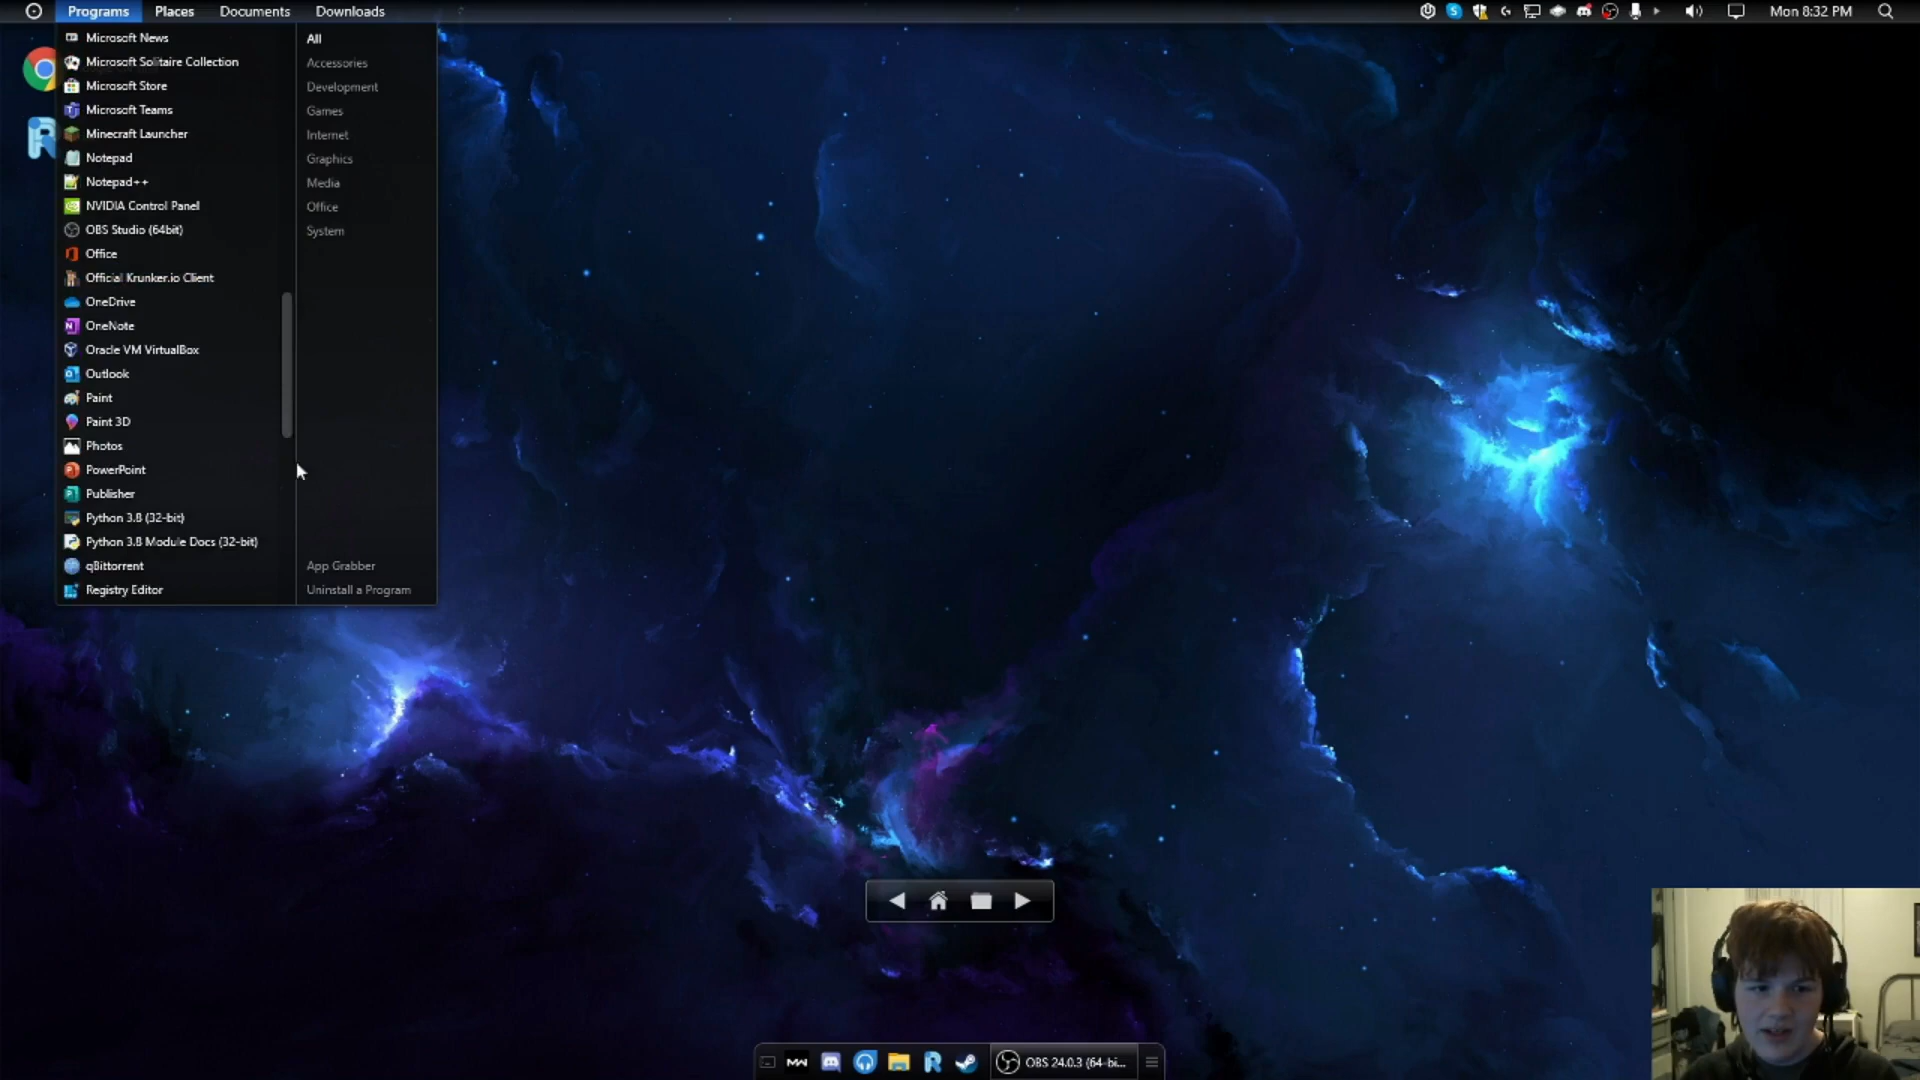 Programs Places Documents Downloads Mon 8:32 PM
Microsoft News
Microsoft Solitaire Collection
Microsoft Store
Microsoft Teams
Minecraft Launcher
Notepad
Notepad++
NVIDIA Control Panel
OBS Studio (64bit)
Office
Official Krunker.io Client
OneDrive
OneNote
Oracle VM VirtualBox
Outlook
Paint
Paint 3D
Photos
PowerPoint
Publisher
Python 3.8 (32-bit)
Python 3.8 Module Docs (32-bit)
qBittorrent
Registry Editor
All
Accessories
Development
Games
Internet
Graphics
Media
Office
System
App Grabber
Uninstall a Program
MW
OBS 24.0.3 (64-bi...